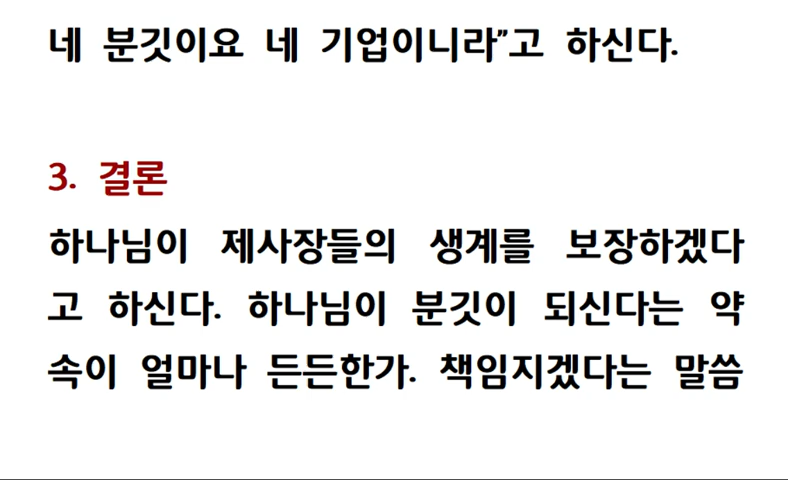 네 분깃이요 네 기업이니라”고 하신다.
3. 결론
하나님이 제사장들의 생계를 보장하겠다
고 하신다. 하나님이 분깃이 되신다는 약
속이 얼마나 든든한가. 책임지겠다는 말씀